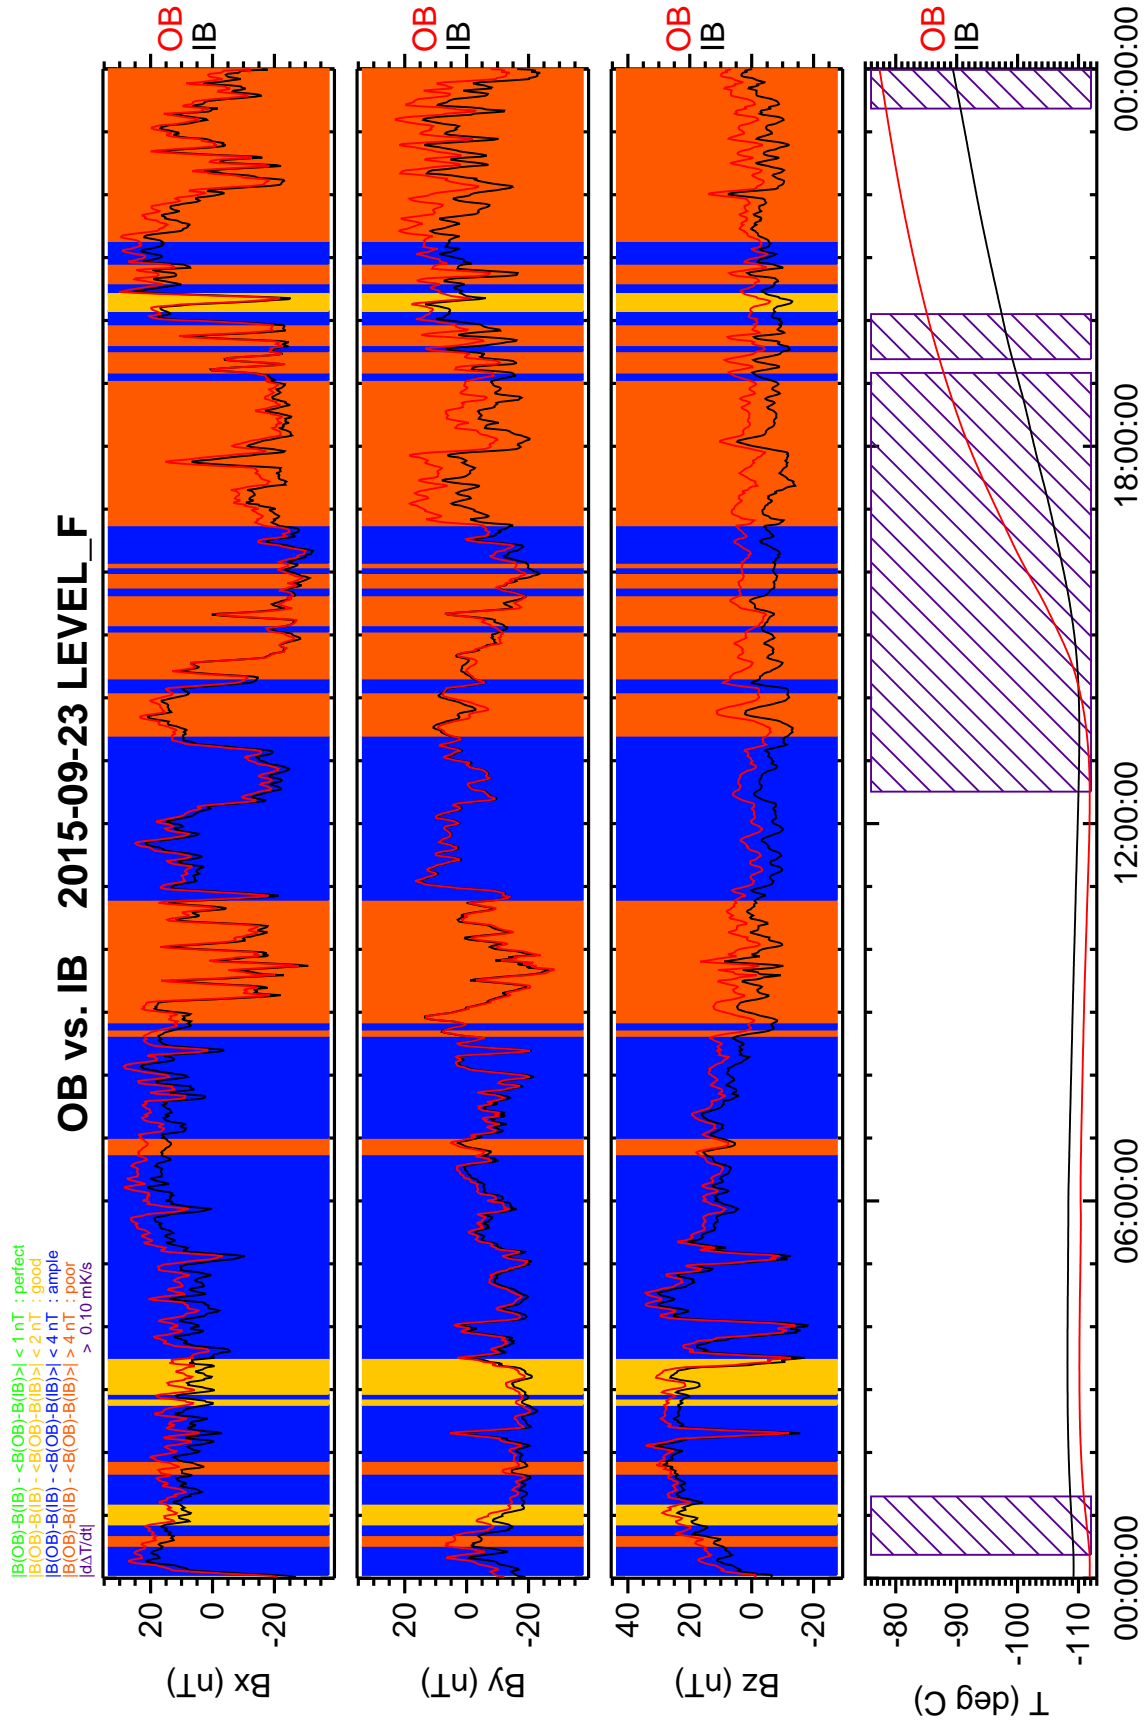 |B(OB)-B(IB) - <B(OB)-B(IB)>| < 1 nT : perfect
|B(OB)-B(IB) - <B(OB)-B(IB)>| < 2 nT : good
|B(OB)-B(IB) - <B(OB)-B(IB)>| < 4 nT : ample
|B(OB)-B(IB) - <B(OB)-B(IB)>| > 4 nT : poor
|dΔT/dt| > 0.10 mK/s
OB vs. IB 2015-09-23 LEVEL_F
Bx (nT)
20
0
-20
OB
IB
By (nT)
20
0
-20
OB
IB
Bz (nT)
40
20
0
-20
OB
IB
T (deg C)
-80
-90
-100
-110
OB
IB
00:00:00
06:00:00
12:00:00
18:00:00
00:00:00